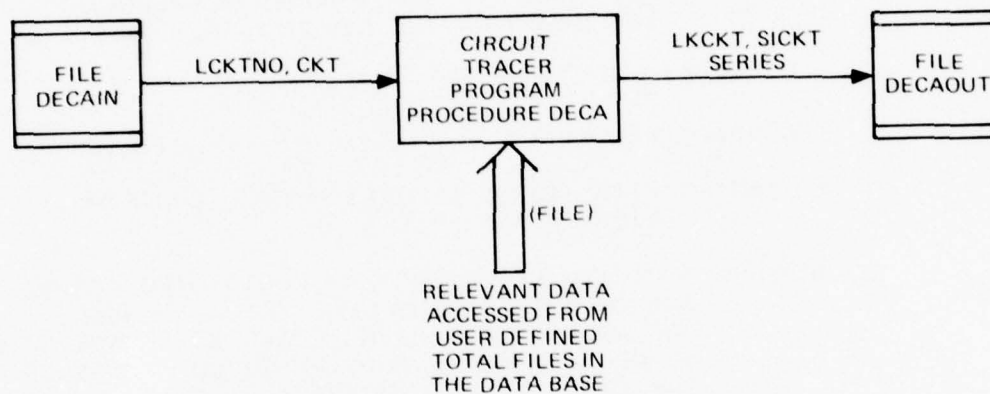 FILE
DECAIN
LCKTNO, CKT
CIRCUIT
TRACER
PROGRAM
PROCEDURE DECA
LKCKT, SICKT
SERIES
FILE
DECAOUT
(FILE)
RELEVANT DATA
ACCESSED FROM
USER DEFINED
TOTAL FILES IN
THE DATA BASE